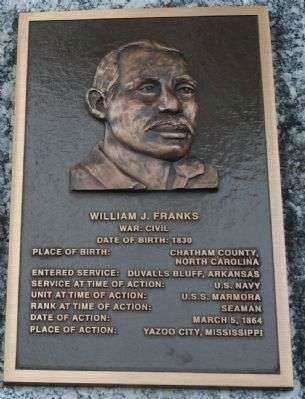 WILLIAM J. FRANKS
WAR: CIVIL
DATE OF BIRTH: 1830
PLACE OF BIRTH: CHATHAM COUNTY,
NORTH CAROLINA
ENTERED SERVICE: DUVALLS BLUFF, ARKANSAS
SERVICE AT TIME OF ACTION: U.S. NAVY
UNIT AT TIME OF ACTION: U.S.S. MARMORA
RANK AT TIME OF ACTION: SEAMAN
DATE OF ACTION: MARCH 5, 1864
PLACE OF ACTION: YAZOO CITY, MISSISSIPPI